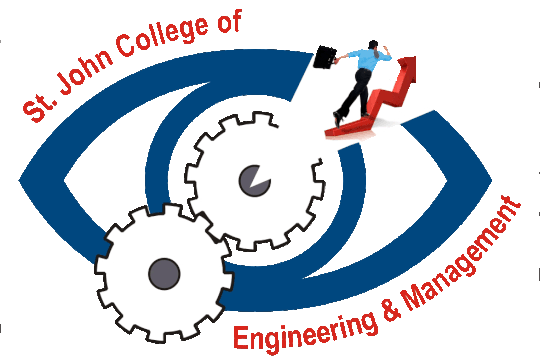 St. John College of
Engineering & Management